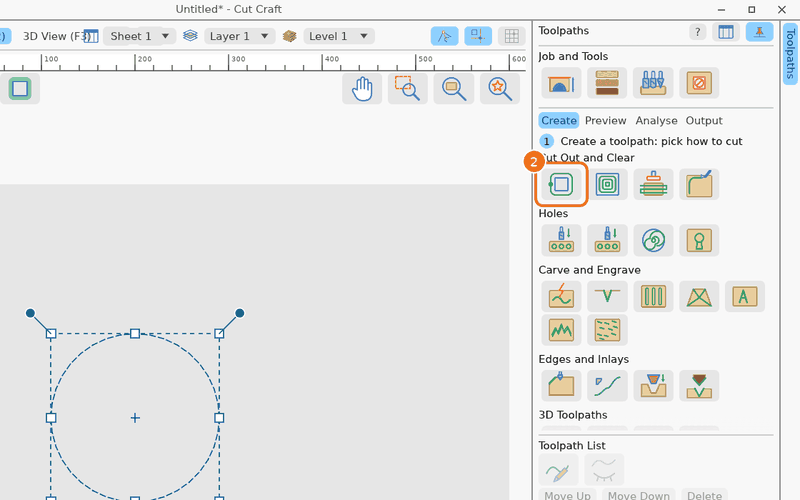 Untitled* - Cut Craft
3D View (F3) Sheet 1 Layer 1 Level 1
100 200 300 400 500 600
Toolpaths
?
Toolpaths
Job and Tools
Create Preview Analyse Output
1 Create a toolpath: pick how to cut
2
Out and Clear
Holes
Carve and Engrave
A
Edges and Inlays
3D Toolpaths
Toolpath List
Move Up Move Down Delete